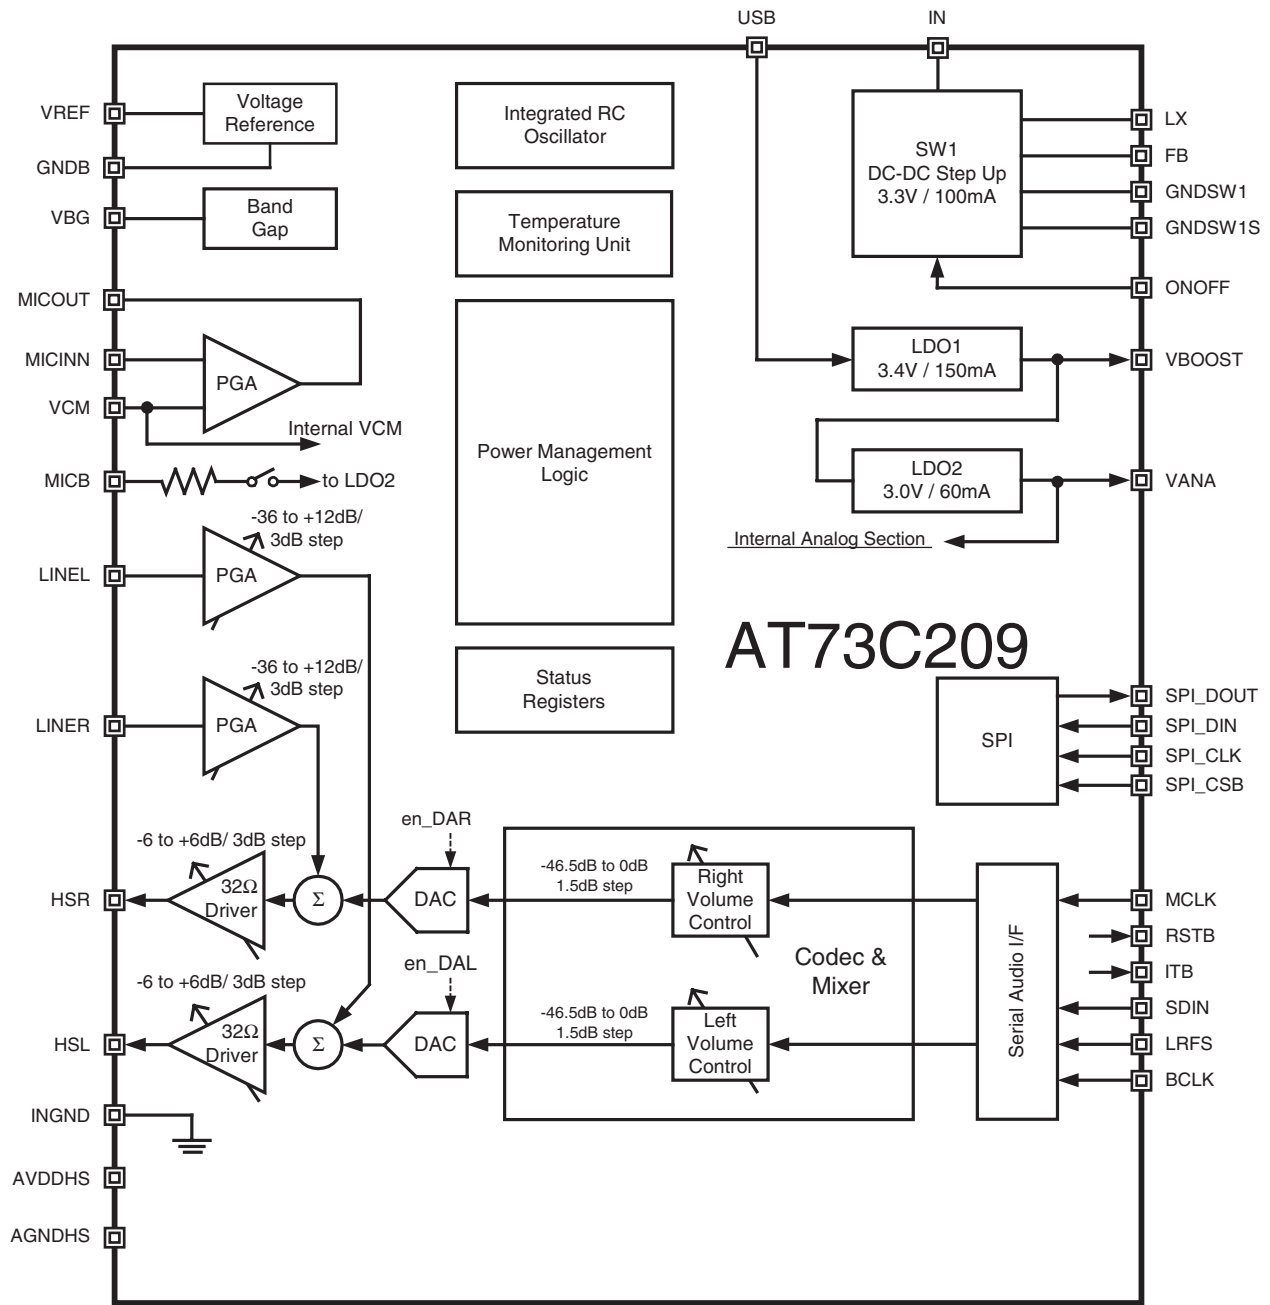 USB
IN
VREF
Voltage
Reference
GNDB
VBG
Band
Gap
Integrated RC
Oscillator
Temperature
Monitoring Unit
SW1
DC-DC Step Up
3.3V / 100mA
LX
FB
GNDSW1
GNDSW1S
ONOFF
MICOUT
MICINN
PGA
VCM
Internal VCM
MICB
to LDO2
Power Management
Logic
LDO1
3.4V / 150mA
VBOOST
LDO2
3.0V / 60mA
VANA
Internal Analog Section
-36 to +12dB/
3dB step
LINEL
PGA
AT73C209
-36 to +12dB/
3dB step
LINER
PGA
Status
Registers
SPI
SPI_DOUT
SPI_DIN
SPI_CLK
SPI_CSB
-6 to +6dB/ 3dB step
HSR
32Ω
Driver
Σ
en_DAR
DAC
-46.5dB to 0dB
1.5dB step
Right
Volume
Control
Codec &
Mixer
Serial Audio I/F
MCLK
RSTB
ITB
SDIN
LRFS
BCLK
-6 to +6dB/ 3dB step
HSL
32Ω
Driver
Σ
en_DAL
DAC
-46.5dB to 0dB
1.5dB step
Left
Volume
Control
INGND
AVDDHS
AGNDHS